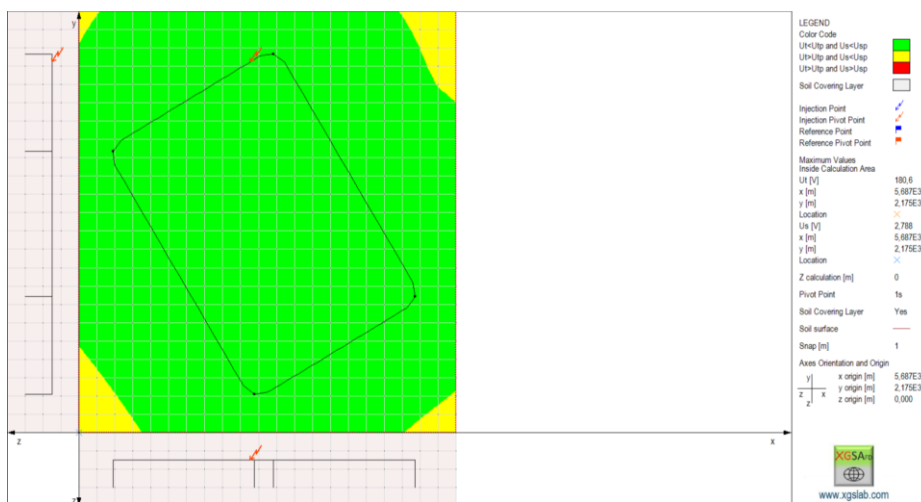 y
z
x
z
LEGEND
Color Code
Ut<Utp and Us<Usp
Ut>Utp and Us<Usp
Ut>Utp and Us>Usp
Soil Covering Layer
Injection Point
Injection Pivot Point
Reference Point
Reference Pivot Point
Maximum Values
Inside Calculation Area
Ut [V] 180,6
x [m] 5,687E3
y [m] 2,175E3
Location
Us [V] 2,788
x [m] 5,687E3
y [m] 2,175E3
Location
Z calculation [m] 0
Pivot Point 1s
Soil Covering Layer Yes
Soil surface
Snap [m] 1
Axes Orientation and Origin
y x origin [m] 5,687E3
z x y origin [m] 2,175E3
z z origin [m] 0,000
www.xgslab.com